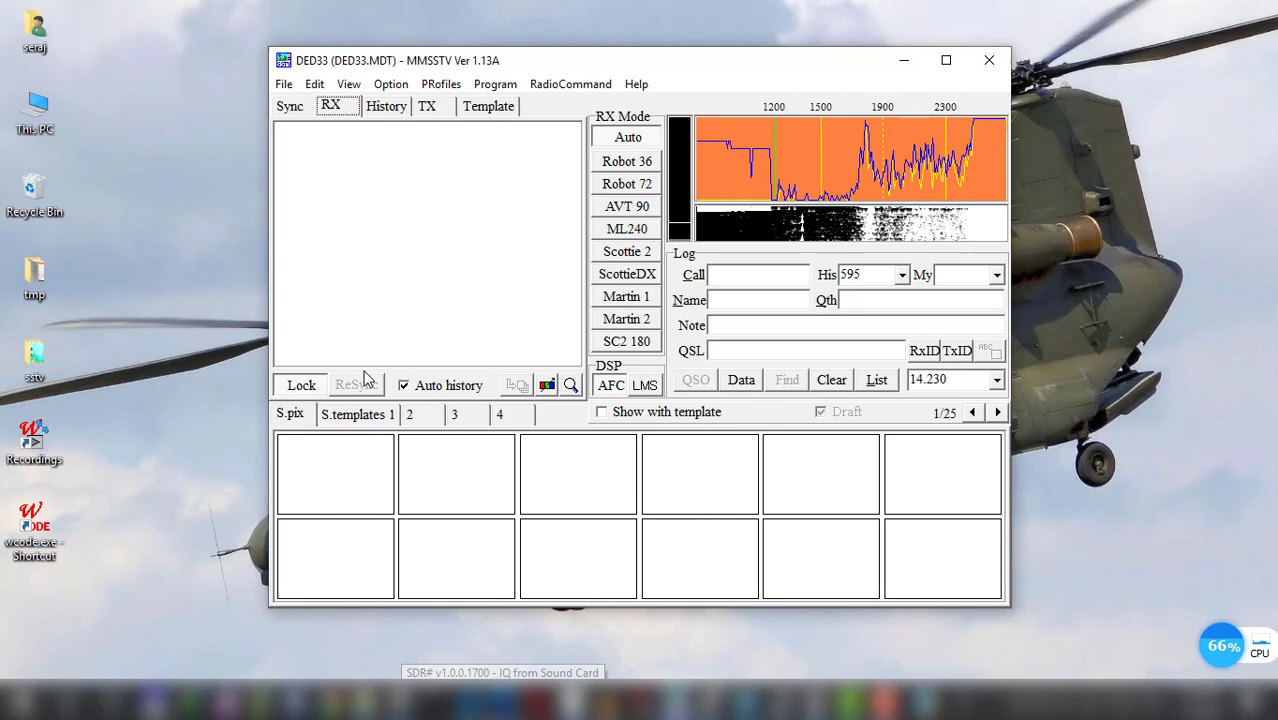 seraj
This PC
Recycle Bin
tmp
sstv
Recordings
wcode.exe -
Shortcut
DED33 (DED33.MDT) - MMSSTV Ver 1.13A
File Edit View Option PRofiles Program RadioCommand Help
Sync RX History TX Template
RX Mode
Auto
Robot 36
Robot 72
AVT 90
ML240
Scottie 2
ScottieDX
Martin 1
Martin 2
SC2 180
DSP
AFC LMS
1200 1500 1900 2300
Log
Call His 595 My
Name Qth
Note
QSL RxID TxID ABC
QSO Data Find Clear List 14.230
Lock Auto history
S.pix S.templates 1 2 3 4 Show with template Draft 1/25
SDR# v1.0.0.1700 - IQ from Sound Card
66% CPU